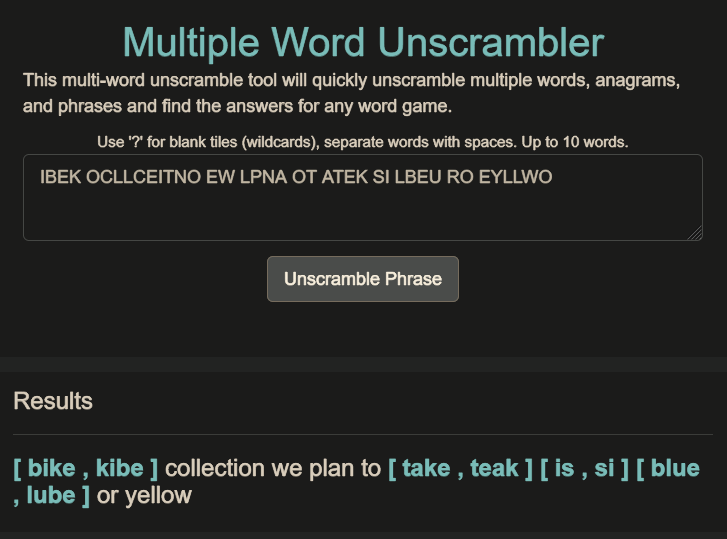 Multiple Word Unscrambler
This multi-word unscramble tool will quickly unscramble multiple words, anagrams,
and phrases and find the answers for any word game.
Use '?' for blank tiles (wildcards), separate words with spaces. Up to 10 words.
IBEK OCLLCEITNO EW LPNA OT ATEK SI LBEU RO EYLLWO
Unscramble Phrase
Results
[ bike , kibe ] collection we plan to [ take , teak ] [ is , si ] [ blue
, lube ] or yellow